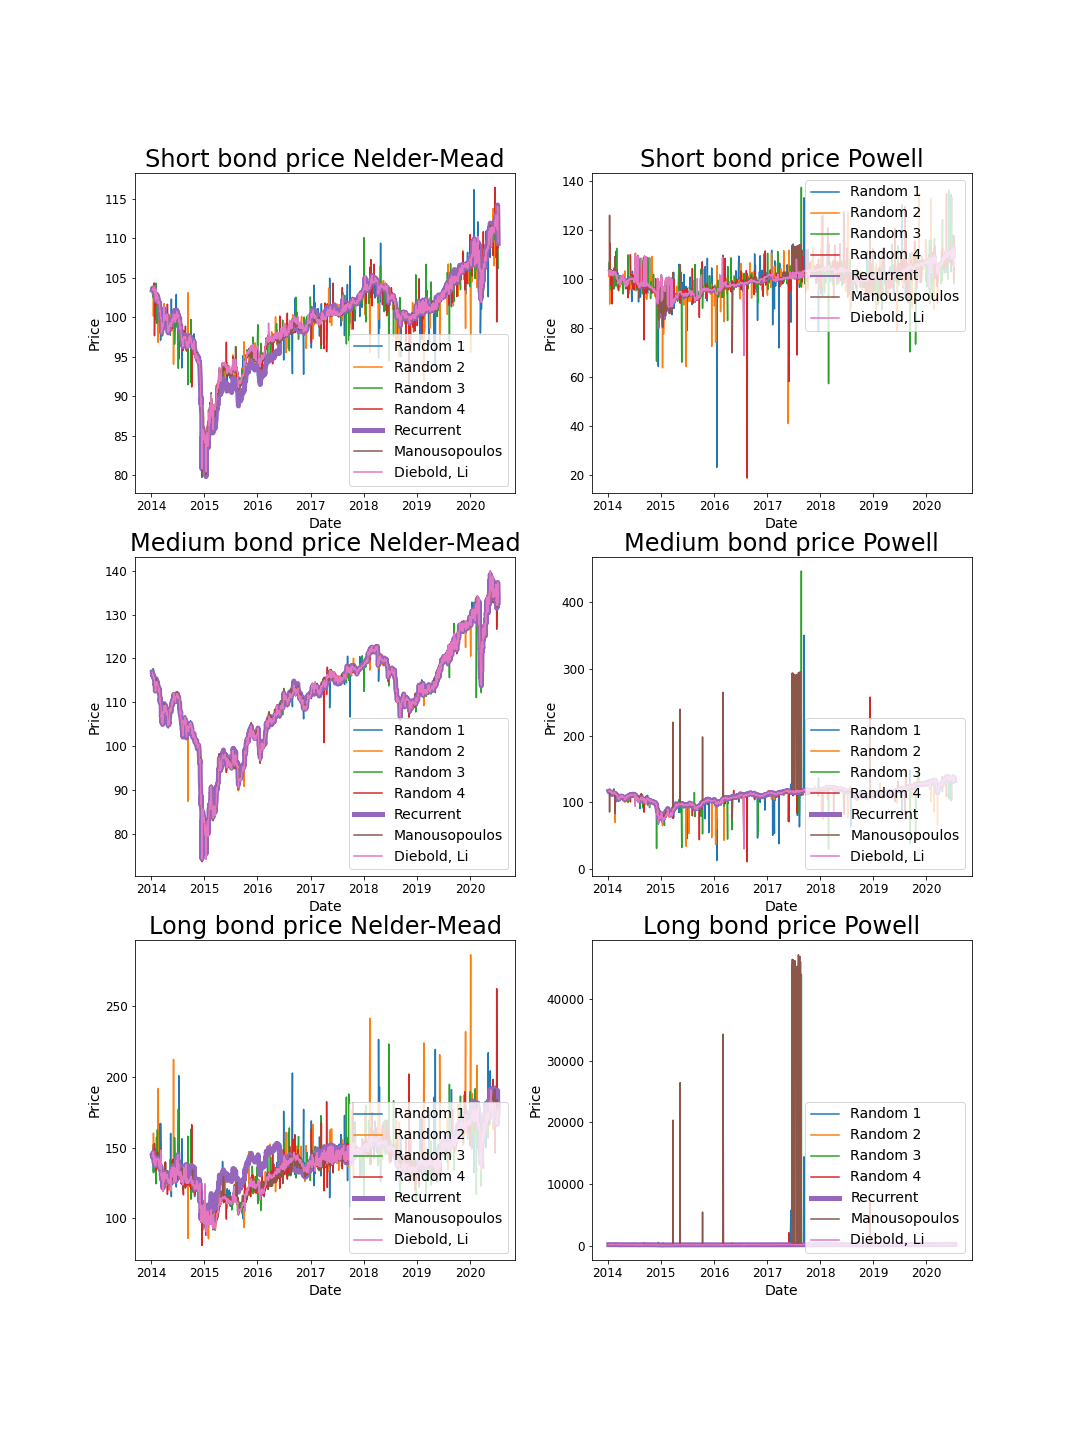 Short bond price Nelder-Mead
115
110
105
100
95
90
85
80
Price
2014 2015 2016 2017 2018 2019 2020
Date
Random 1
Random 2
Random 3
Random 4
Recurrent
Manousopoulos
Diebold, Li
Short bond price Powell
140
120
100
80
60
40
20
Price
2014 2015 2016 2017 2018 2019 2020
Date
Random 1
Random 2
Random 3
Random 4
Recurrent
Manousopoulos
Diebold, Li
Medium bond price Nelder-Mead
140
130
120
110
100
90
80
Price
2014 2015 2016 2017 2018 2019 2020
Date
Random 1
Random 2
Random 3
Random 4
Recurrent
Manousopoulos
Diebold, Li
Medium bond price Powell
400
300
200
100
0
Price
2014 2015 2016 2017 2018 2019 2020
Date
Random 1
Random 2
Random 3
Random 4
Recurrent
Manousopoulos
Diebold, Li
Long bond price Nelder-Mead
250
200
150
100
Price
2014 2015 2016 2017 2018 2019 2020
Date
Random 1
Random 2
Random 3
Random 4
Recurrent
Manousopoulos
Diebold, Li
Long bond price Powell
40000
30000
20000
10000
0
Price
2014 2015 2016 2017 2018 2019 2020
Date
Random 1
Random 2
Random 3
Random 4
Recurrent
Manousopoulos
Diebold, Li